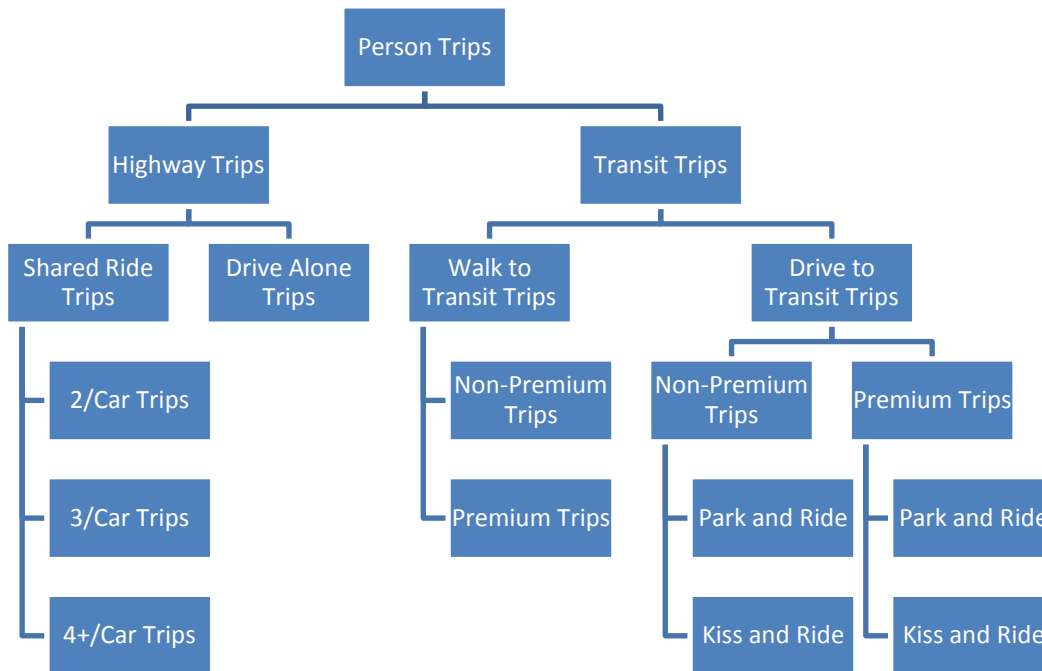 Person Trips
Highway Trips
Transit Trips
Shared Ride
Trips
Drive Alone
Trips
Walk to
Transit Trips
Drive to
Transit Trips
2/Car Trips
Non-Premium
Trips
Non-Premium
Trips
Premium Trips
3/Car Trips
Premium Trips
Park and Ride
Park and Ride
4+/Car Trips
Kiss and Ride
Kiss and Ride